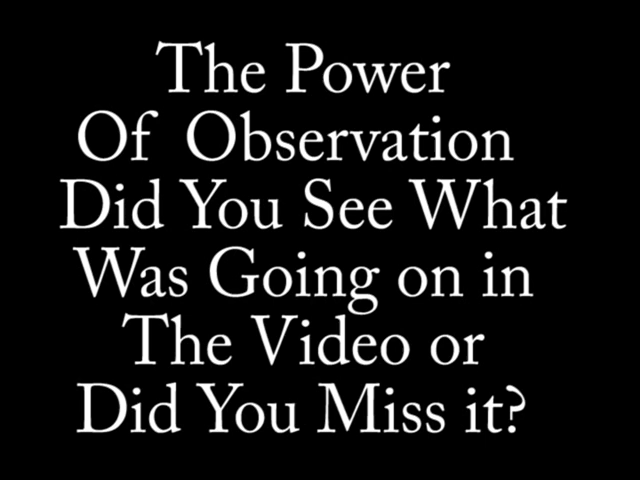 The Power
Of Observation
Did You See What
Was Going on in
The Video or
Did You Miss it?